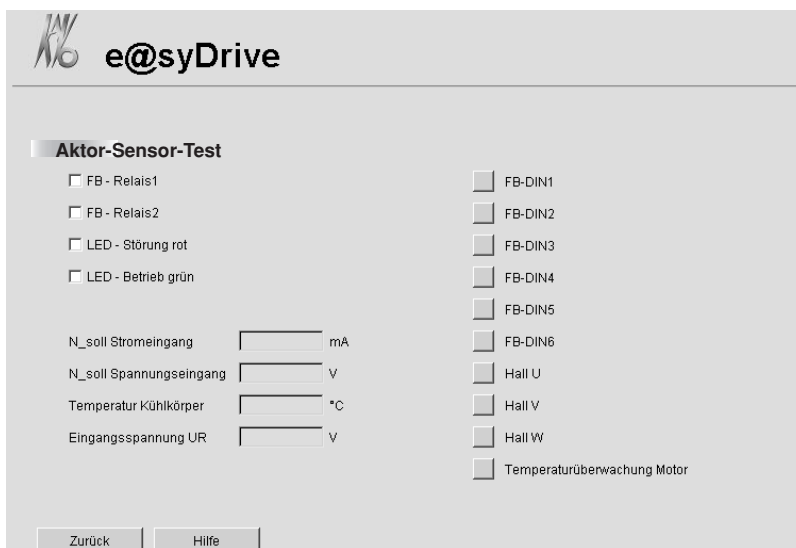 e@syDrive
Aktor-Sensor-Test
FB - Relais1
FB - Relais2
LED - Störung rot
LED - Betrieb grün
N_soll Stromeingang mA
N_soll Spannungseingang V
Temperatur Kühlkörper °C
Eingangsspannung UR V
FB-DIN1
FB-DIN2
FB-DIN3
FB-DIN4
FB-DIN5
FB-DIN6
Hall U
Hall V
Hall W
Temperaturüberwachung Motor
Zurück Hilfe